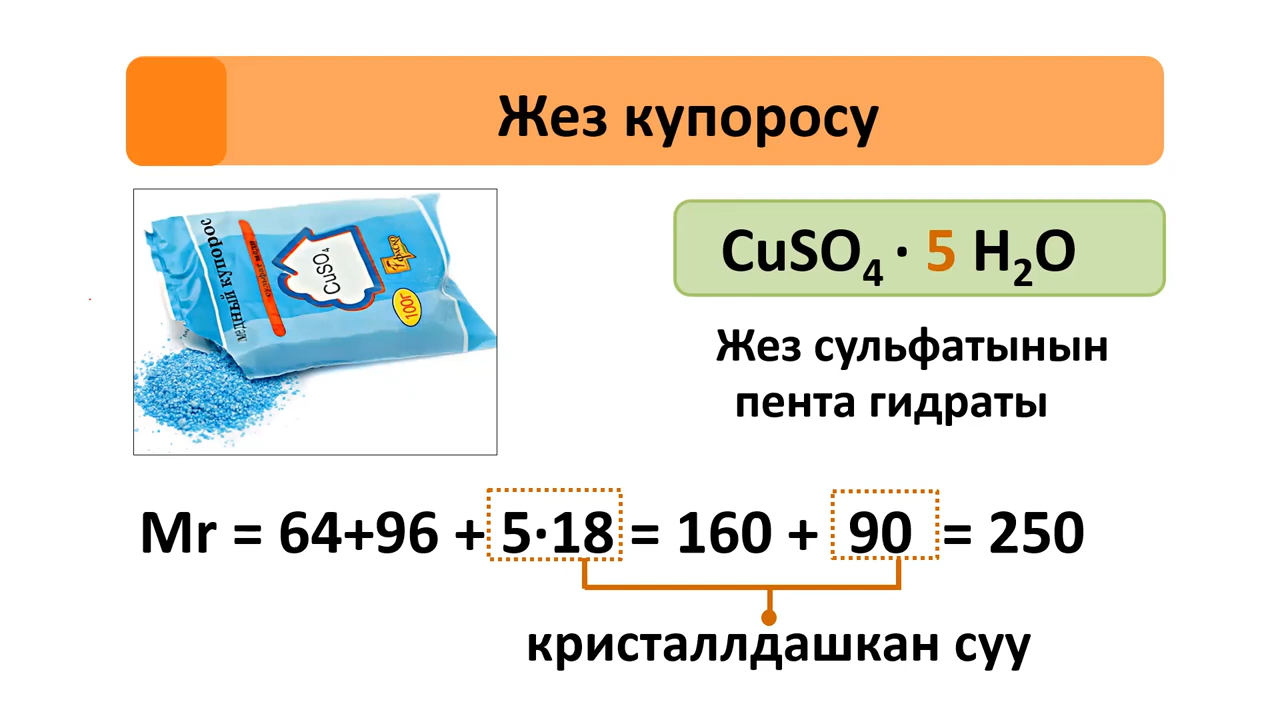 Жез купоросу
медный купорос
CuSO₄
100г
CuSO₄ · 5 H₂O
Жез сульфатынын
пента гидраты
Mr = 64+96 + 5·18 = 160 + 90 = 250
кристаллдашкан суу